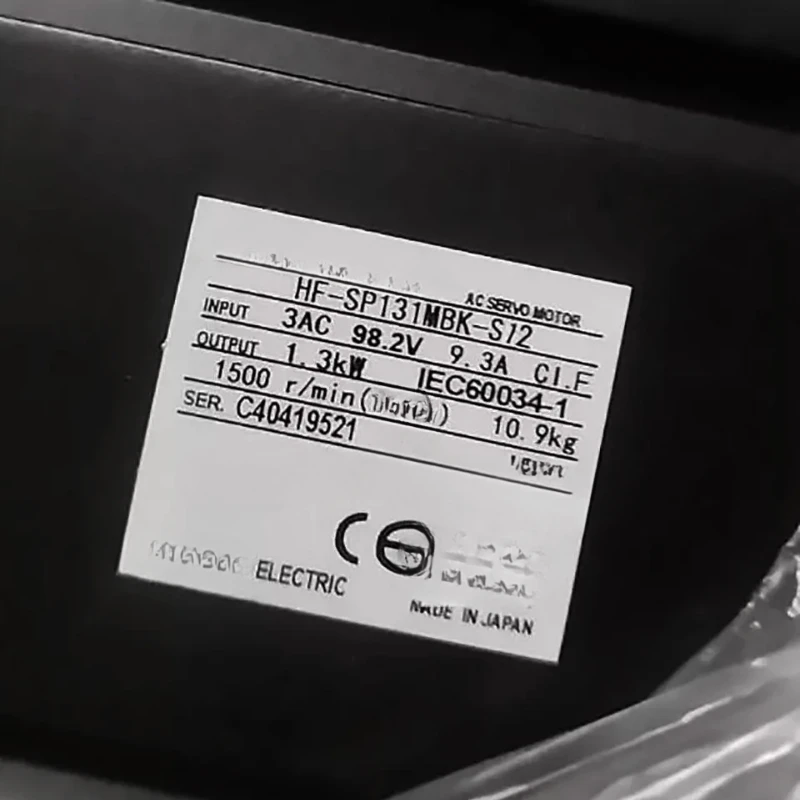 AC SERVO MOTOR
HF-SP131MBK-S12
INPUT 3AC 98.2V 9.3A CI.F
OUTPUT 1.3kW IEC60034-1
1500 r/min 10.9kg
SER. C40419521
CE
ELECTRIC
MADE IN JAPAN